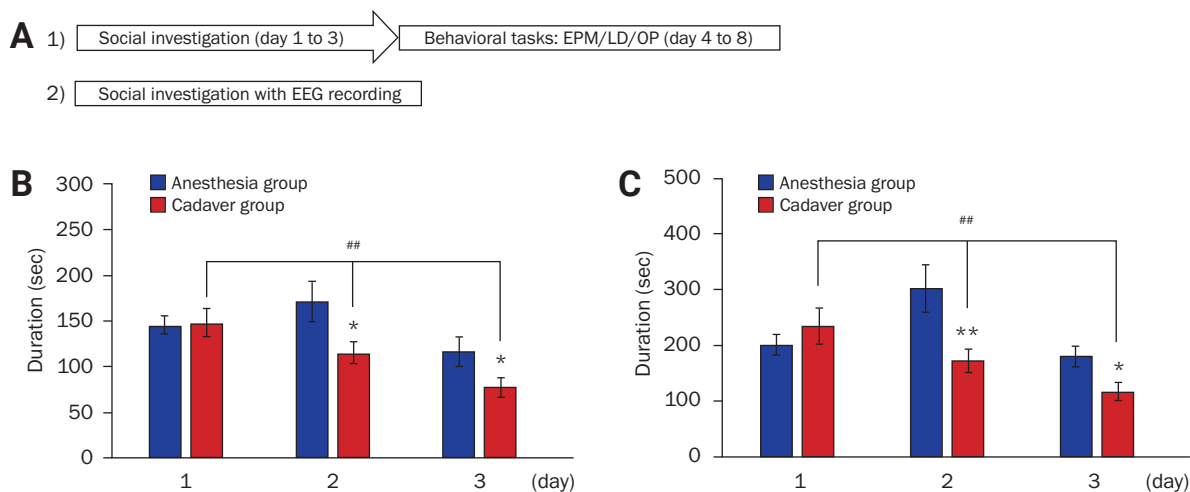 A 1) Social investigation (day 1 to 3) Behavioral tasks: EPM/LD/OP (day 4 to 8)
2) Social investigation with EEG recording
B
Anesthesia group
Cadaver group
Duration (sec)
300
250
200
150
100
50
0
##
*
*
1 2 3 (day)
C
Anesthesia group
Cadaver group
Duration (sec)
500
400
300
200
100
0
##
**
*
1 2 3 (day)